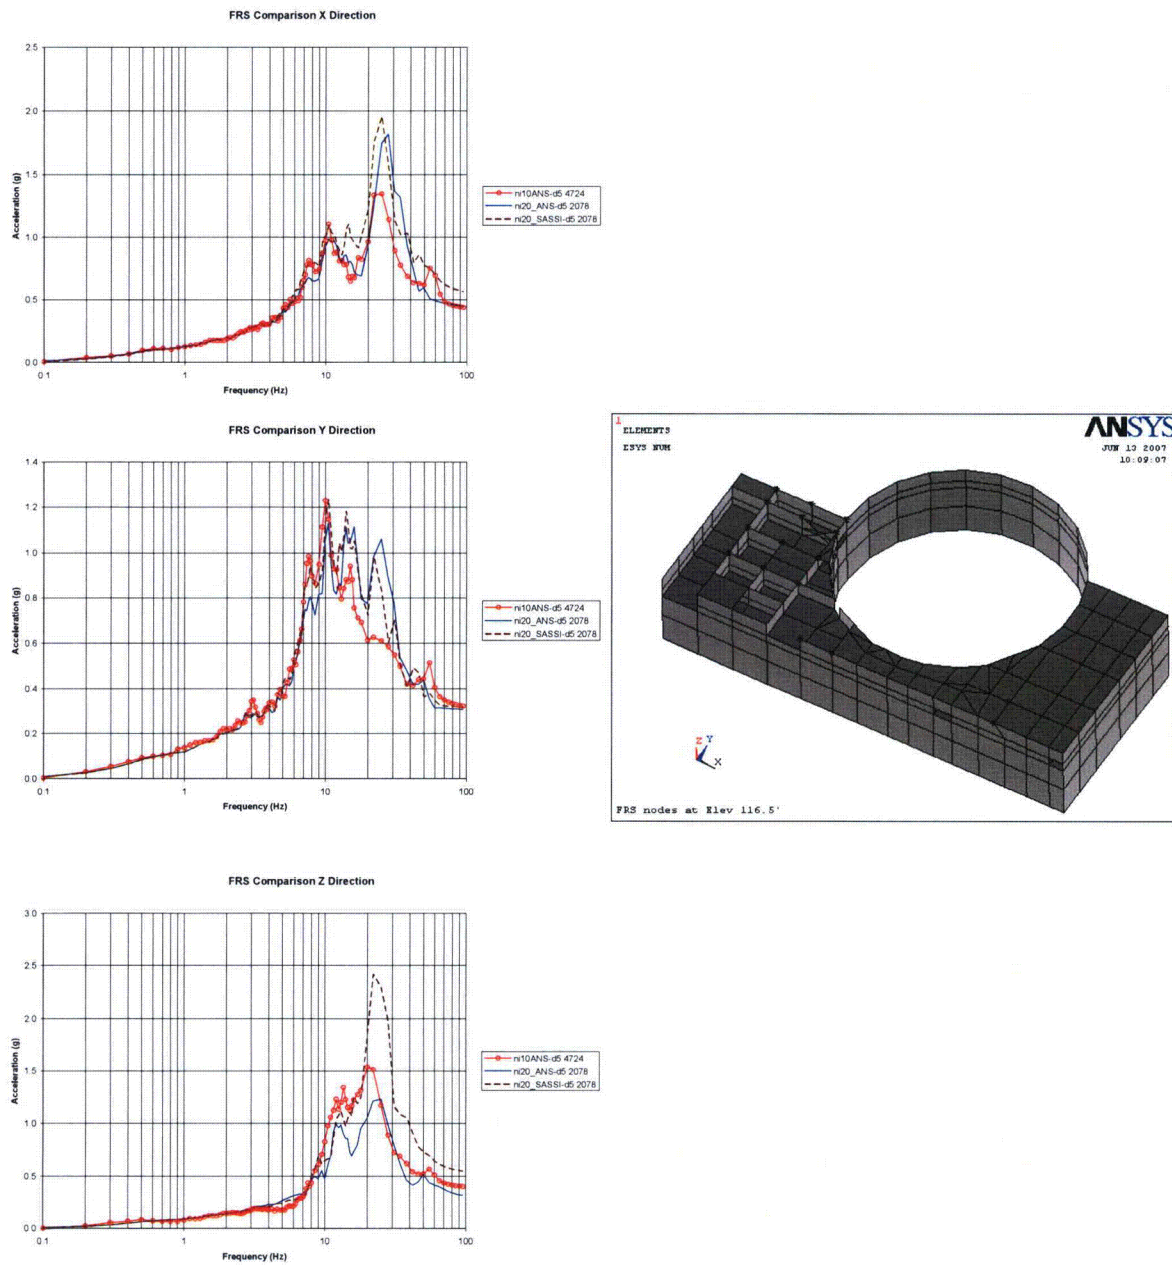 FRS Comparison X Direction
2.5
2.0
1.5
1.0
0.5
0.0
Acceleration (g)
0.1 1 10 100
Frequency (Hz)
ni10ANS-d5 4724
ni20_ANS-d5 2078
ni20_SASSI-d5 2078
FRS Comparison Y Direction
1.4
1.2
1.0
0.8
0.6
0.4
0.2
0.0
Acceleration (g)
0.1 1 10 100
Frequency (Hz)
ni10ANS-d5 4724
ni20_ANS-d5 2078
ni20_SASSI-d5 2078
1
ELEMENTS
ESYS NUM
ANSYS
JUN 13 2007
10:09:07
Z Y
X
FRS nodes at Elev 116.5'
FRS Comparison Z Direction
3.0
2.5
2.0
1.5
1.0
0.5
0.0
Acceleration (g)
0.1 1 10 100
Frequency (Hz)
ni10ANS-d5 4724
ni20_ANS-d5 2078
ni20_SASSI-d5 2078